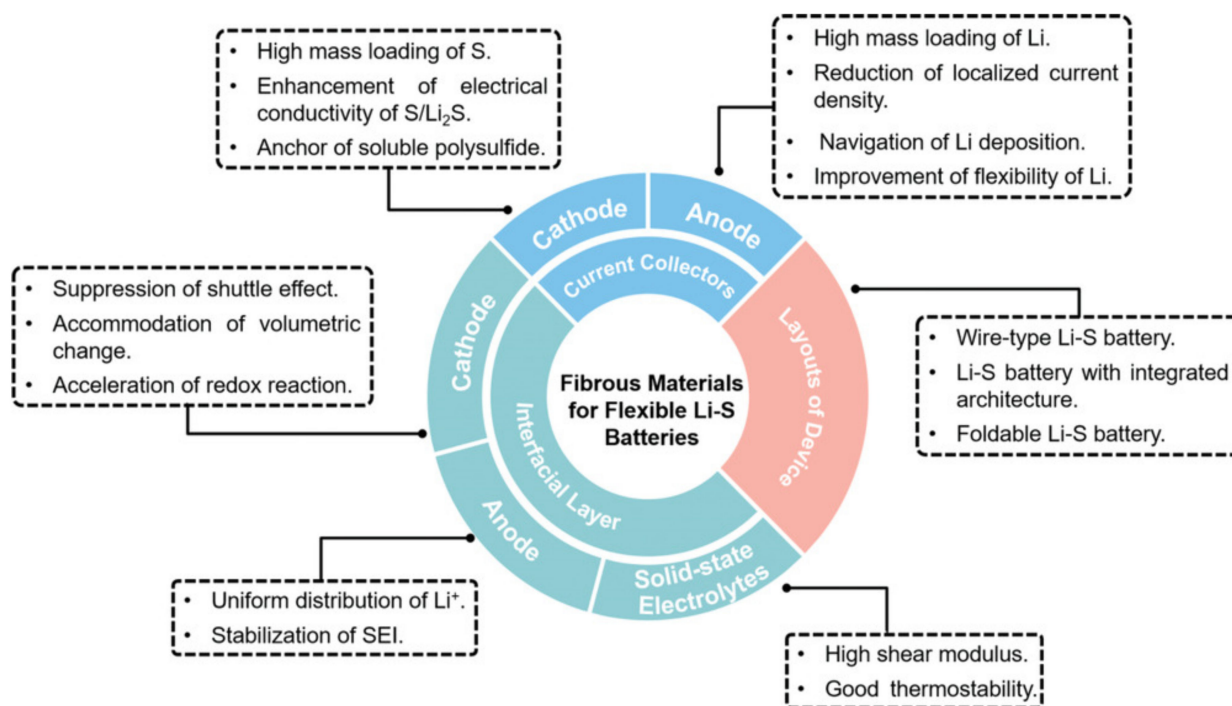 • High mass loading of S.
• Enhancement of electrical
conductivity of S/Li₂S.
• Anchor of soluble polysulfide.
• High mass loading of Li.
• Reduction of localized current
density.
• Navigation of Li deposition.
• Improvement of flexibility of Li.
Cathode
Anode
Current Collectors
• Suppression of shuttle effect.
• Accommodation of volumetric
change.
• Acceleration of redox reaction.
Cathode
Interfacial Layer
Fibrous Materials
for Flexible Li-S
Batteries
Layouts of Device
• Wire-type Li-S battery.
• Li-S battery with integrated
architecture.
• Foldable Li-S battery.
Anode
Solid-state
Electrolytes
• Uniform distribution of Li⁺.
• Stabilization of SEI.
• High shear modulus.
• Good thermostability.